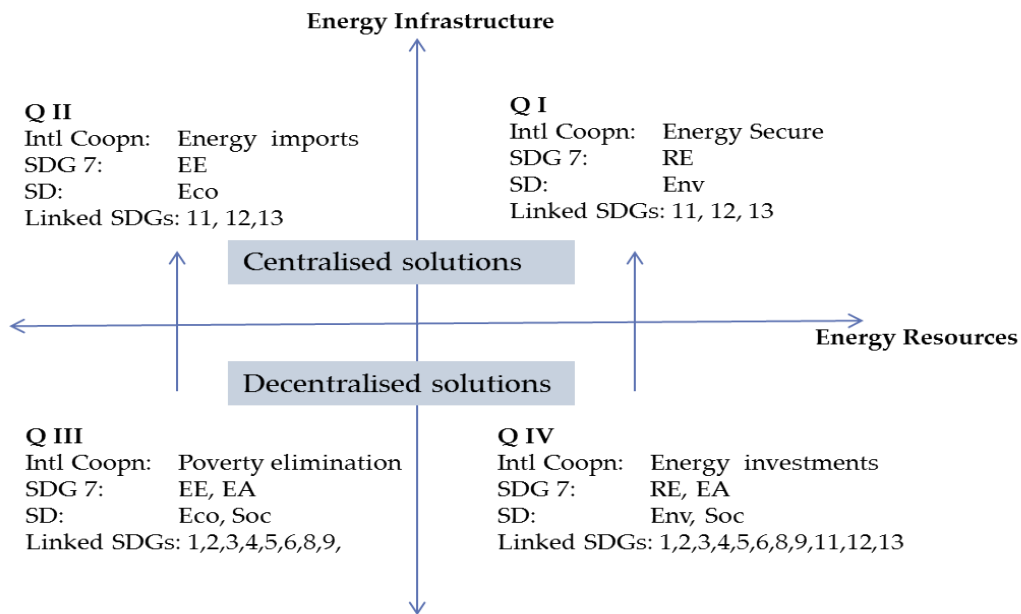 Energy Infrastructure
Q II
Intl Coopn: Energy imports
SDG 7: EE
SD: Eco
Linked SDGs: 11, 12,13
Q I
Intl Coopn: Energy Secure
SDG 7: RE
SD: Env
Linked SDGs: 11, 12, 13
Centralised solutions
Energy Resources
Decentralised solutions
Q III
Intl Coopn: Poverty elimination
SDG 7: EE, EA
SD: Eco, Soc
Linked SDGs: 1,2,3,4,5,6,8,9,
Q IV
Intl Coopn: Energy investments
SDG 7: RE, EA
SD: Env, Soc
Linked SDGs: 1,2,3,4,5,6,8,9,11,12,13